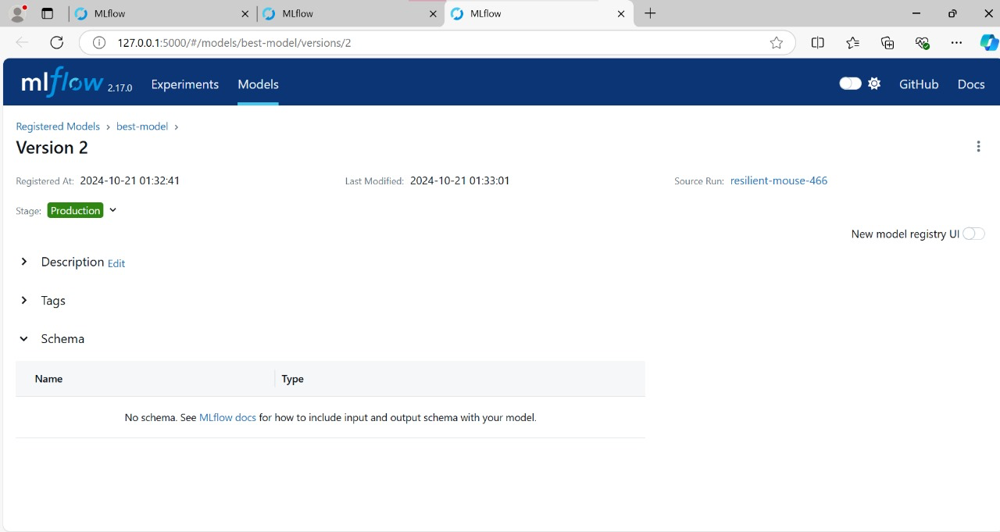 MLflow MLflow MLflow
127.0.0.1:5000/#/models/best-model/versions/2
mlflow 2.17.0 Experiments Models GitHub Docs
Registered Models > best-model >
Version 2
Registered At: 2024-10-21 01:32:41 Last Modified: 2024-10-21 01:33:01 Source Run: resilient-mouse-466
Stage: Production
New model registry UI
Description Edit
Tags
Schema
Name Type
No schema. See MLflow docs for how to include input and output schema with your model.